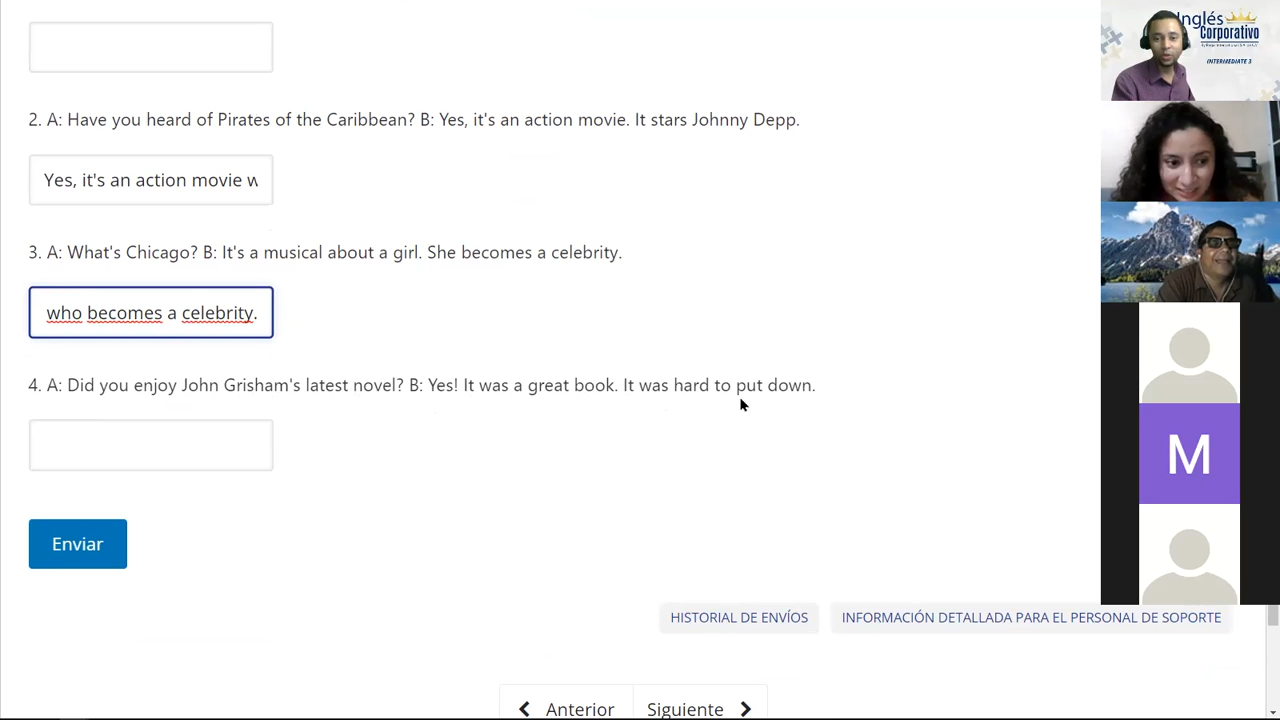 Inglés
Corporativo
INTERMEDIATE 3
2. A: Have you heard of Pirates of the Caribbean? B: Yes, it's an action movie. It stars Johnny Depp.
Yes, it's an action movie w
3. A: What's Chicago? B: It's a musical about a girl. She becomes a celebrity.
who becomes a celebrity.
4. A: Did you enjoy John Grisham's latest novel? B: Yes! It was a great book. It was hard to put down.
M
Enviar
HISTORIAL DE ENVÍOS
INFORMACIÓN DETALLADA PARA EL PERSONAL DE SOPORTE
Anterior
Siguiente